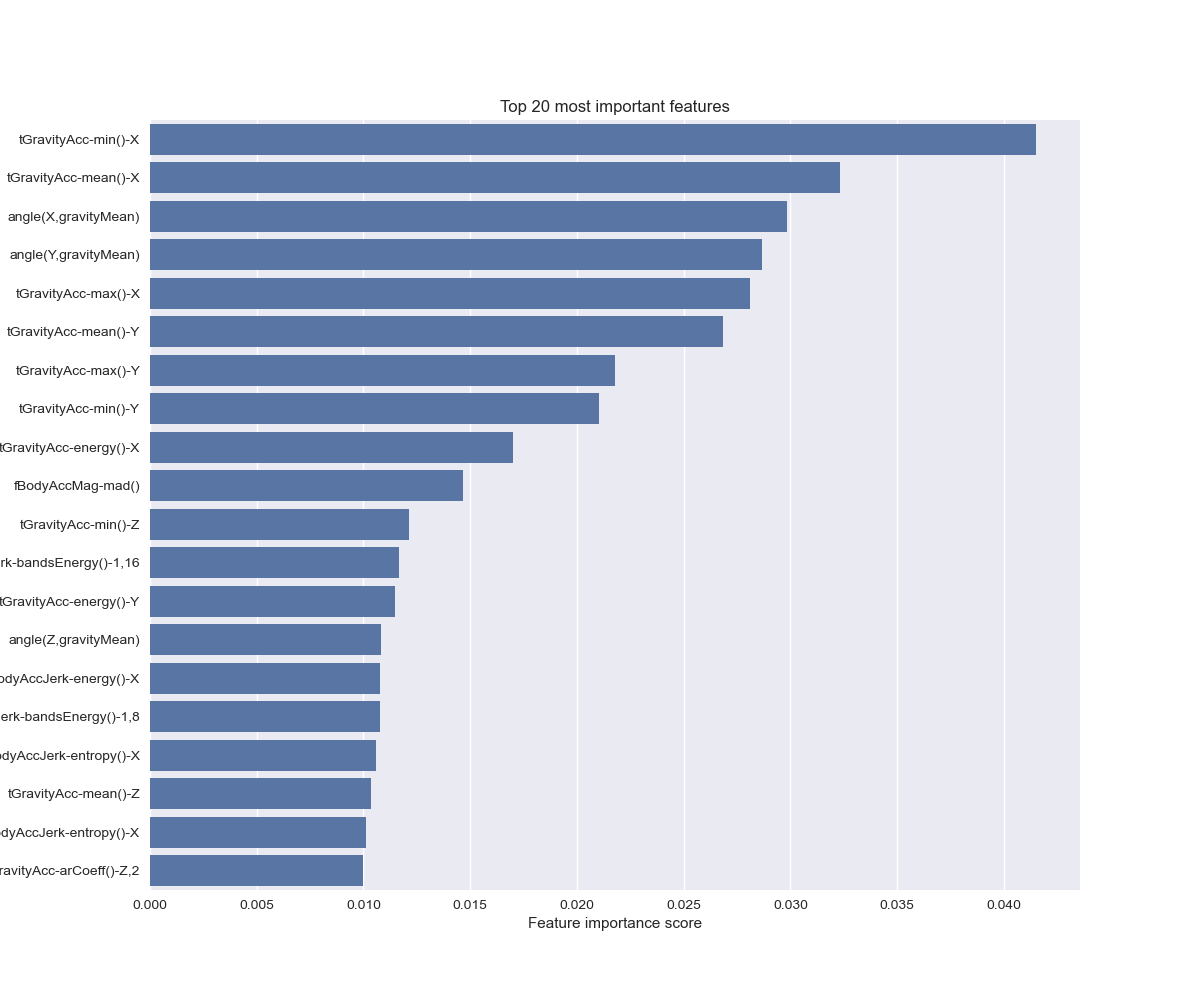 Top 20 most important features
tGravityAcc-min()-X
tGravityAcc-mean()-X
angle(X,gravityMean)
angle(Y,gravityMean)
tGravityAcc-max()-X
tGravityAcc-mean()-Y
tGravityAcc-max()-Y
tGravityAcc-min()-Y
tGravityAcc-energy()-X
fBodyAccMag-mad()
tGravityAcc-min()-Z
rk-bandsEnergy()-1,16
tGravityAcc-energy()-Y
angle(Z,gravityMean)
odyAccJerk-energy()-X
erk-bandsEnergy()-1,8
odyAccJerk-entropy()-X
tGravityAcc-mean()-Z
odyAccJerk-entropy()-X
ravityAcc-arCoeff()-Z,2
0.000 0.005 0.010 0.015 0.020 0.025 0.030 0.035 0.040
Feature importance score